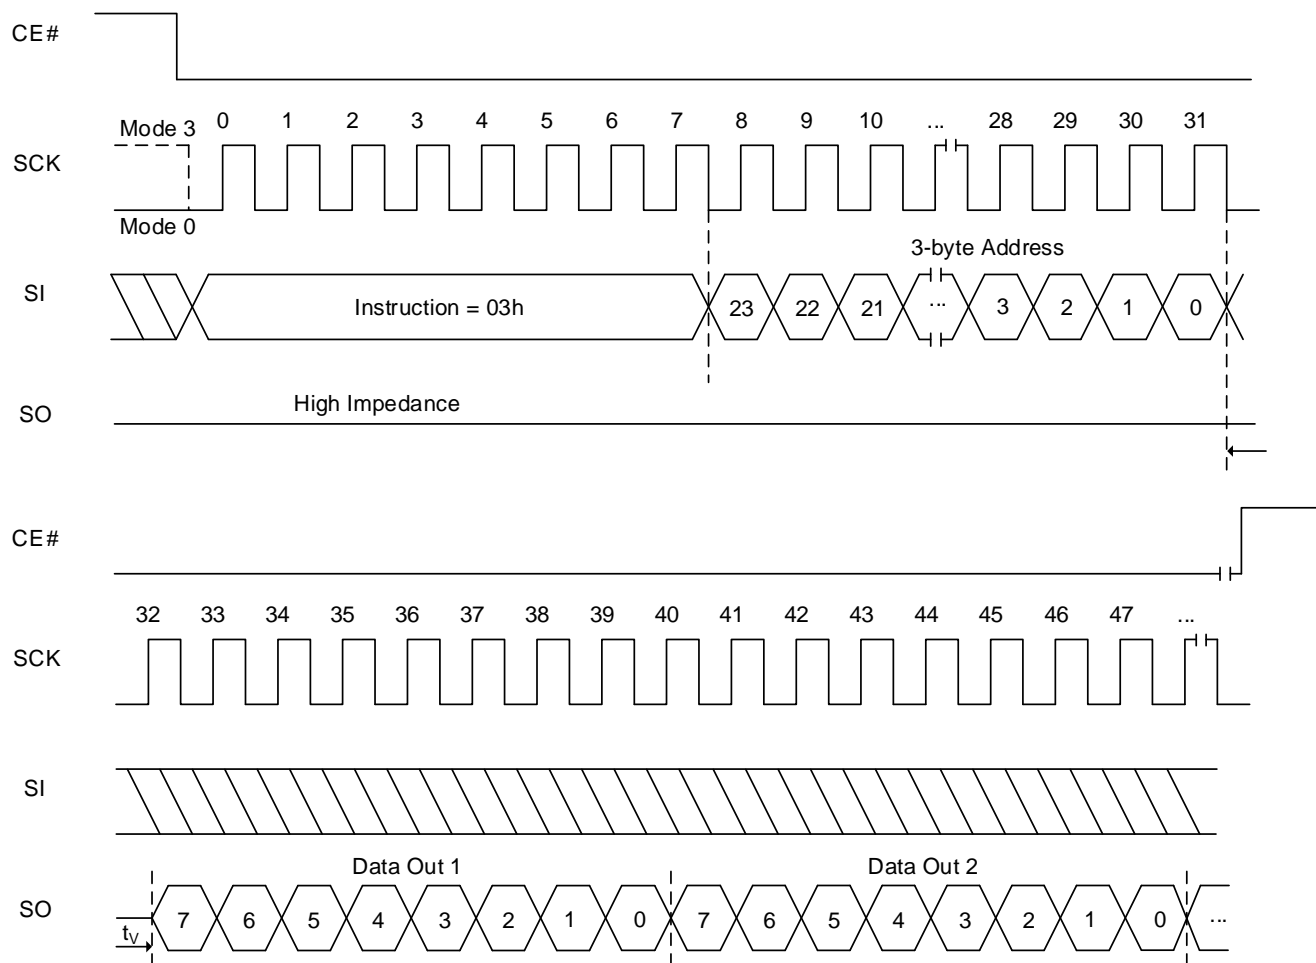 CE#
Mode 3 0 1 2 3 4 5 6 7 8 9 10 ... 28 29 30 31
SCK
Mode 0
3-byte Address
SI Instruction = 03h 23 22 21 ... 3 2 1 0
High Impedance
SO
CE#
32 33 34 35 36 37 38 39 40 41 42 43 44 45 46 47 ...
SCK
SI
Data Out 1 Data Out 2
SO 7 6 5 4 3 2 1 0 7 6 5 4 3 2 1 0 ...
tV